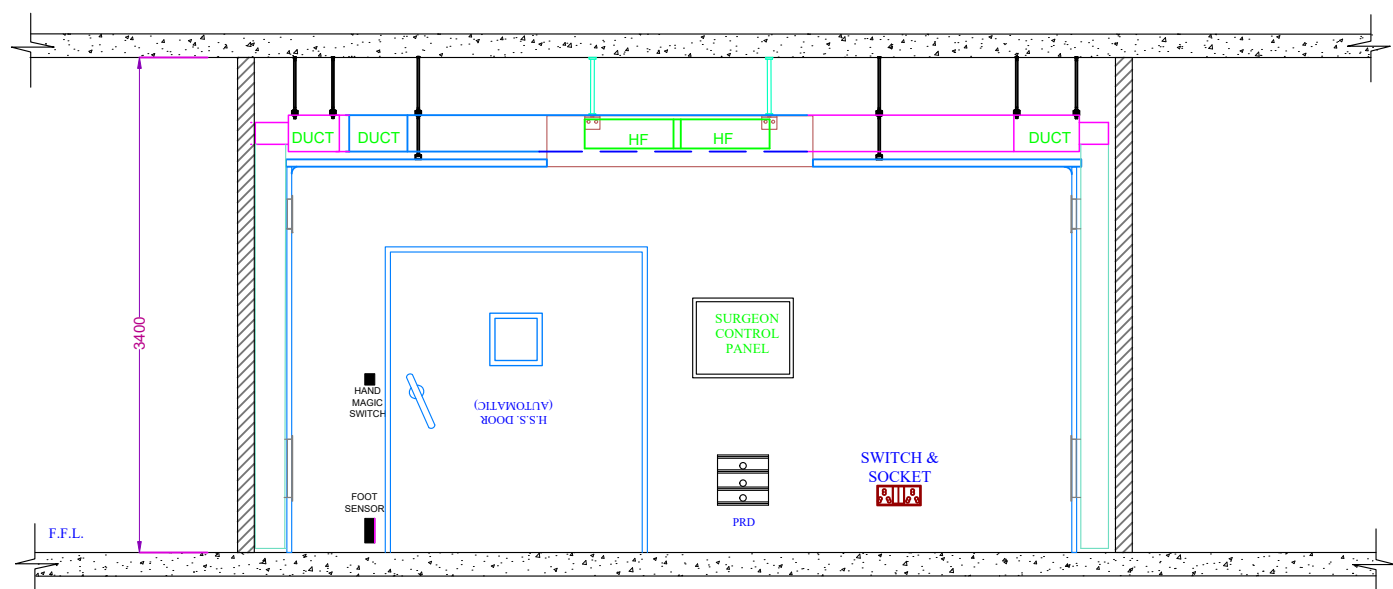 DUCT
DUCT
HF
HF
DUCT
3400
SURGEON
CONTROL
PANEL
HAND
MAGIC
SWITCH
H.S.S. DOOR
(AUTOMATIC)
SWITCH &
SOCKET
FOOT
SENSOR
PRD
F.F.L.